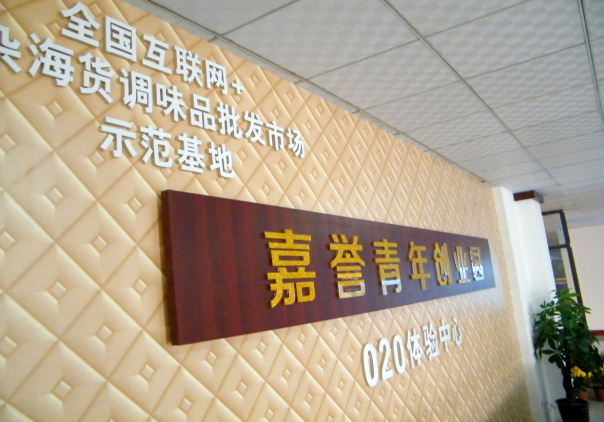 全国互联网+
杂海货调味品批发市场
示范基地
嘉誉青年创业园
O2O体验中心